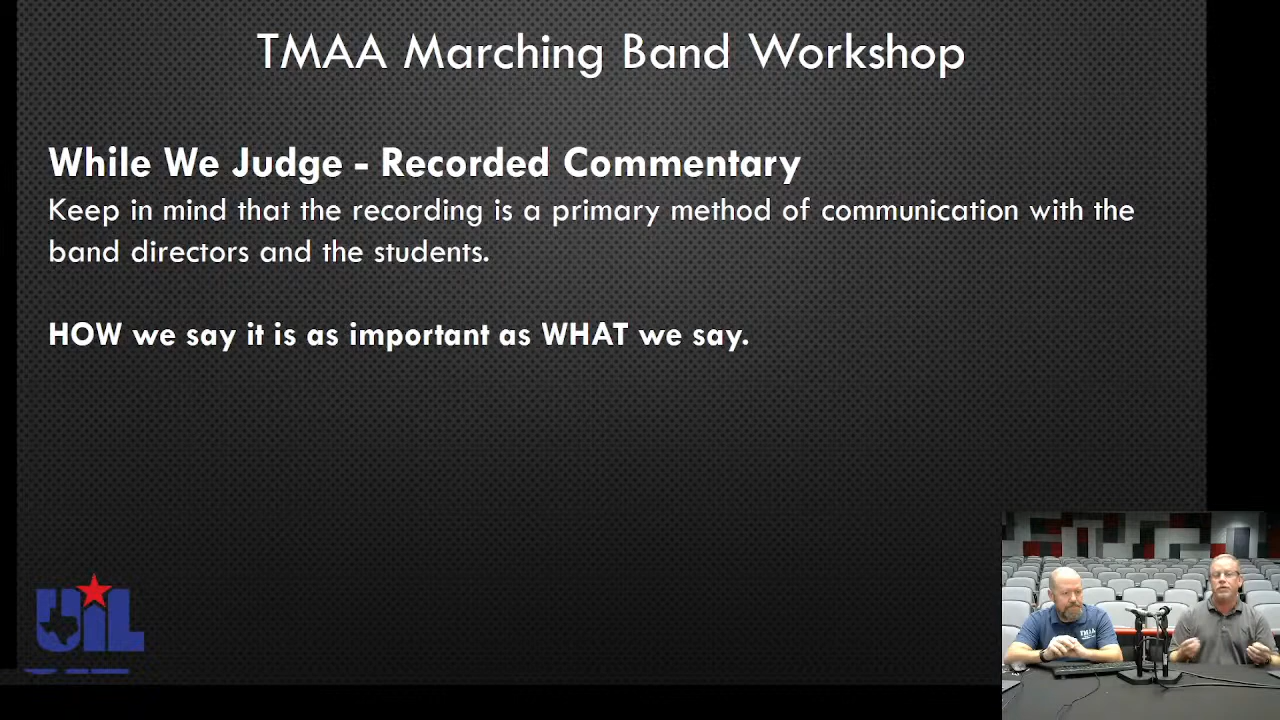 TMAA Marching Band Workshop
While We Judge - Recorded Commentary
Keep in mind that the recording is a primary method of communication with the
band directors and the students.
HOW we say it is as important as WHAT we say.
UIL
TMAA